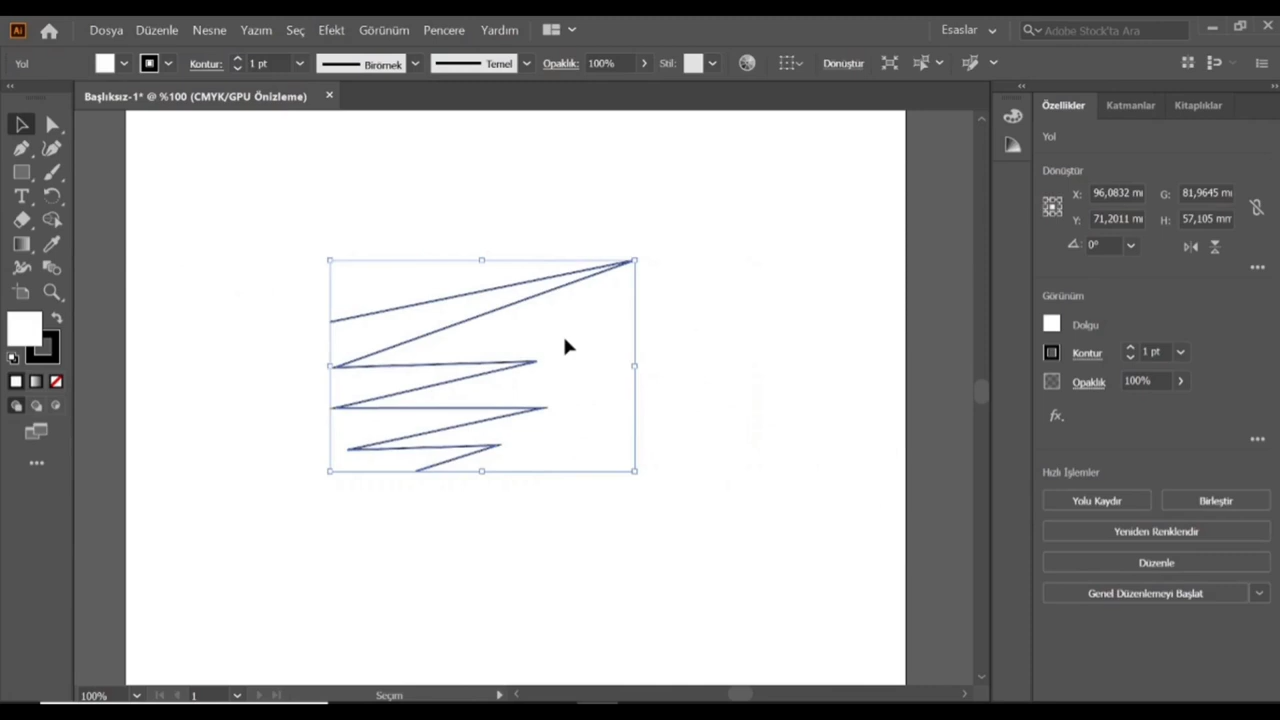 Ai Dosya Düzenle Nesne Yazım Seç Efekt Görünüm Pencere Yardım Esaslar Adobe Stock'ta Ara
Yol Kontur: 1 pt Birörnek Temel Opaklık: 100% Stil: Dönüştür
Başlıksız-1* @ %100 (CMYK/GPU Önizleme) ×
Özellikler Katmanlar Kitaplıklar
Yol
Dönüştür
X: 96,0832 mı G: 81,9645 mı
Y: 71,2011 mı H: 57,105 mm
0°
Görünüm
Dolgu
Kontur 1 pt
Opaklık 100%
fx.
Hızlı İşlemler
Yolu Kaydır Birleştir
Yeniden Renklendir
Düzenle
Genel Düzenlemeyi Başlat
100% 1 Seçim